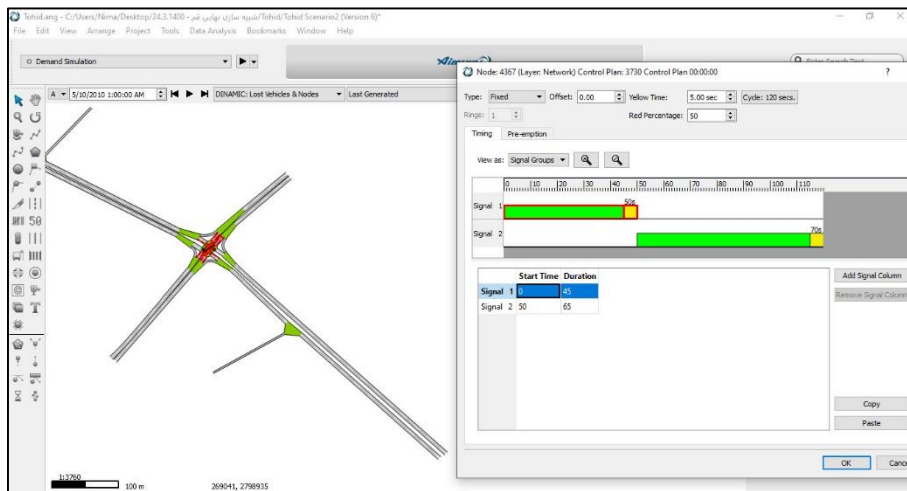 Tohid.ang - C:/Users/Nima/Desktop/24.3.1400 - شبیه سازی نهایی قم/Tohid/Tohid Scenario2 (Version 6)*
File Edit View Arrange Project Tools Data Analysis Bookmarks Window Help
Demand Simulation
Aimsun
A 5/10/2010 1:00:00 AM DINAMIC: Lost Vehicles & Nodes Last Generated
Node: 4367 (Layer: Network) Control Plan: 3730 Control Plan 00:00:00 ?
Type: Fixed Offset: 0.00 Yellow Time: 5.00 sec Cycle: 120 secs.
Rings: 1 Red Percentage: 50
Timing Pre-emption
View as: Signal Groups
0 10 20 30 40 50 60 70 80 90 100 110
Signal 1 50s
Signal 2 70s
Start Time Duration
Signal 1 0 45
Signal 2 50 65
Add Signal Column
Remove Signal Column
Copy
Paste
OK Cance
50
T
1:3750
100 m
269041, 2798935